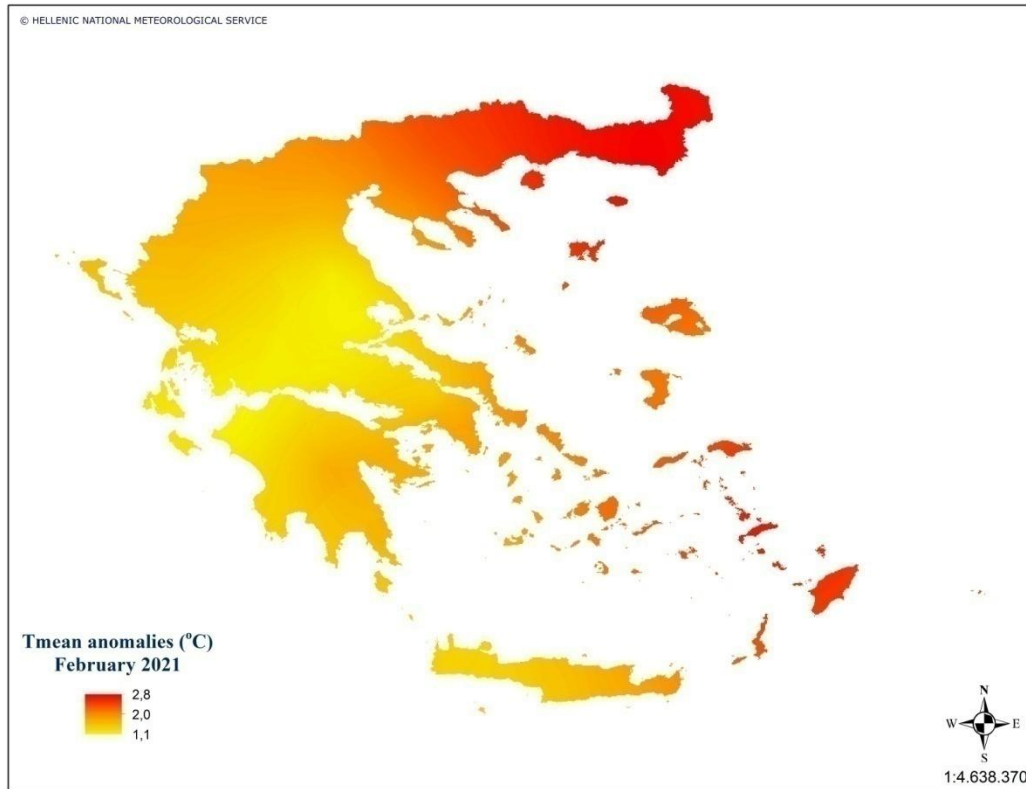 © HELLENIC NATIONAL METEOROLOGICAL SERVICE
Tmean anomalies (°C)
February 2021
2,8
2,0
1,1
N
W E
S
1:4.638.370